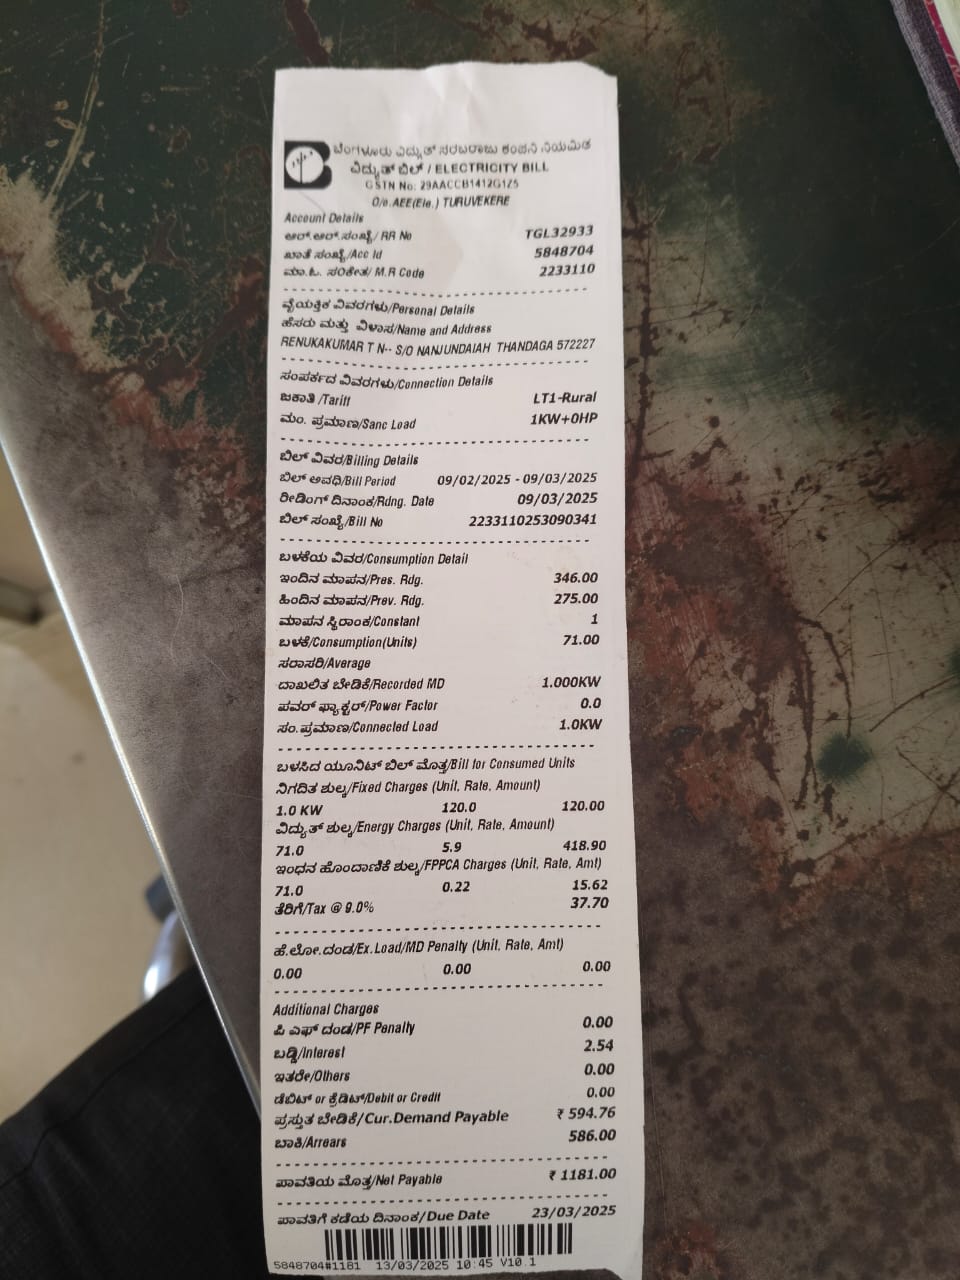 ಬೆಂಗಳೂರು ವಿದ್ಯುತ್ ಸರಬರಾಜು ಕಂಪನಿ ನಿಯಮಿತ
ವಿದ್ಯುತ್ ಬಿಲ್ / ELECTRICITY BILL
GSTN No: 29AACCB1412G1Z5
O/o.AEE(Ele.) TURUVEKERE
Account Details
ಆರ್.ಆರ್.ಸಂಖ್ಯೆ/ RR No TGL32933
ಖಾತೆ ಸಂಖ್ಯೆ/Acc Id 5848704
ಮಾ.ಓ. ಸಂಕೇತ/ M.R Code 2233110
ವೈಯಕ್ತಿಕ ವಿವರಗಳು/Personal Details
ಹೆಸರು ಮತ್ತು ವಿಳಾಸ/Name and Address
RENUKAKUMAR T N-- S/O NANJUNDAIAH THANDAGA 572227
ಸಂಪರ್ಕದ ವಿವರಗಳು/Connection Details
ಜಕಾತಿ /Tariff LT1-Rural
ಮಂ. ಪ್ರಮಾಣ/Sanc Load 1KW+0HP
ಬಿಲ್ ವಿವರ/Billing Details
ಬಿಲ್ ಅವಧಿ/Bill Period 09/02/2025 - 09/03/2025
ರೀಡಿಂಗ್ ದಿನಾಂಕ/Rdng. Date 09/03/2025
ಬಿಲ್ ಸಂಖ್ಯೆ/Bill No 2233110253090341
ಬಳಕೆಯ ವಿವರ/Consumption Detail
ಇಂದಿನ ಮಾಪನ/Pres. Rdg. 346.00
ಹಿಂದಿನ ಮಾಪನ/Prev. Rdg. 275.00
ಮಾಪನ ಸ್ಥಿರಾಂಕ/Constant 1
ಬಳಕೆ/Consumption(Units) 71.00
ಸರಾಸರಿ/Average
ದಾಖಲಿತ ಬೇಡಿಕೆ/Recorded MD 1.000KW
ಪವರ್ ಫ್ಯಾಕ್ಟರ್/Power Factor 0.0
ಸಂ.ಪ್ರಮಾಣ/Connected Load 1.0KW
ಬಳಸಿದ ಯೂನಿಟ್ ಬಿಲ್ ಮೊತ್ತ/Bill for Consumed Units
ನಿಗದಿತ ಶುಲ್ಕ/Fixed Charges (Unit, Rate, Amount)
1.0 KW 120.0 120.00
ವಿದ್ಯುತ್ ಶುಲ್ಕ/Energy Charges (Unit, Rate, Amount)
71.0 5.9 418.90
ಇಂಧನ ಹೊಂದಾಣಿಕೆ ಶುಲ್ಕ/FPPCA Charges (Unit, Rate, Amt)
71.0 0.22 15.62
ತೆರಿಗೆ/Tax @ 9.0% 37.70
ಹೆ.ಲೋ.ದಂಡ/Ex.Load/MD Penalty (Unit, Rate, Amt)
0.00 0.00 0.00
Additional Charges
ಪಿ ಎಫ್ ದಂಡ/PF Penalty 0.00
ಬಡ್ಡಿ/Interest 2.54
ಇತರೇ/Others 0.00
ಡೆಬಿಟ್ or ಕ್ರೆಡಿಟ್/Debit or Credit 0.00
ಪ್ರಸ್ತುತ ಬೇಡಿಕೆ/Cur.Demand Payable ₹ 594.76
ಬಾಕಿ/Arrears 586.00
ಪಾವತಿಯ ಮೊತ್ತ/Net Payable ₹ 1181.00
ಪಾವತಿಗೆ ಕಡೆಯ ದಿನಾಂಕ/Due Date 23/03/2025
5848704#1181 13/03/2025 10:45 V10.1